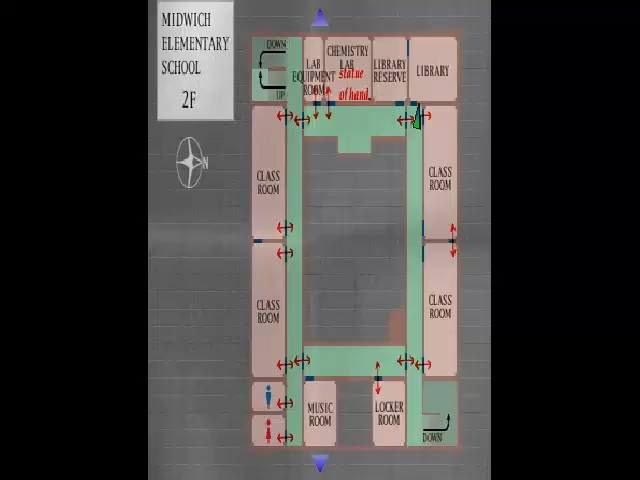 MIDWICH
ELEMENTARY
SCHOOL
2F
N
DOWN
UP
LAB
EQUIPMENT
ROOM
CHEMISTRY
LAB
statue
of hand
LIBRARY
RESERVE
LIBRARY
CLASS
ROOM
CLASS
ROOM
CLASS
ROOM
CLASS
ROOM
MUSIC
ROOM
LOCKER
ROOM
DOWN